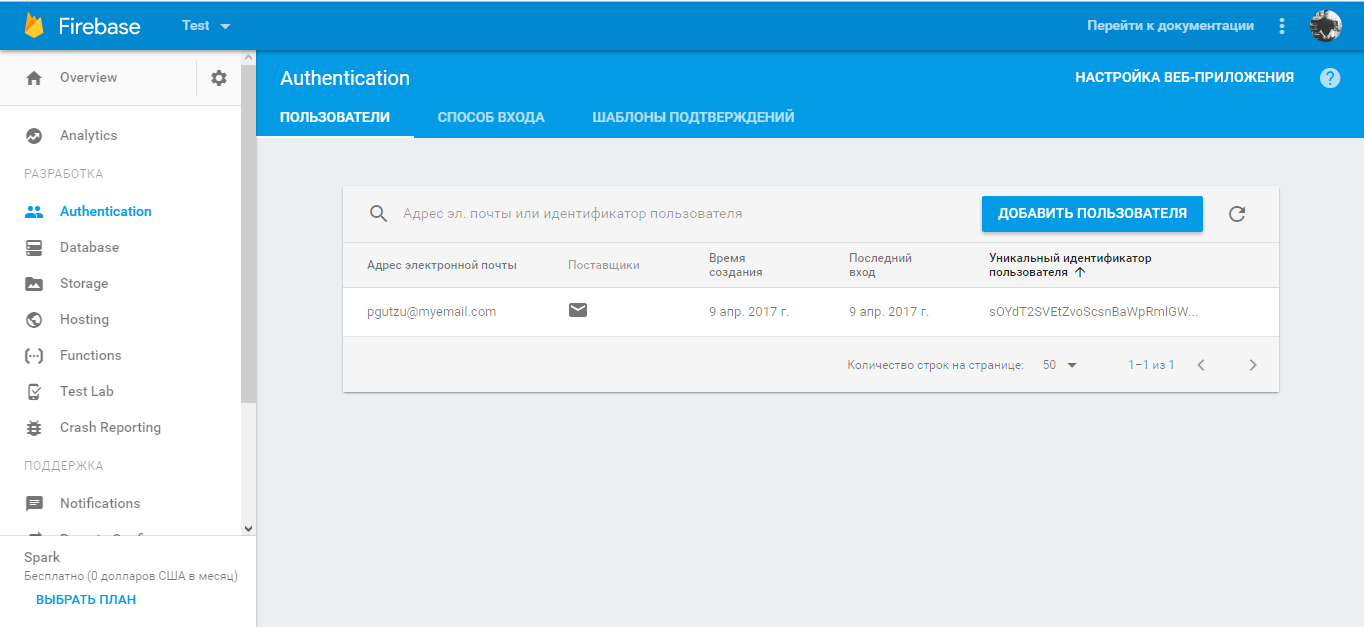 Firebase
Test
Перейти к документации
Overview
Analytics
РАЗРАБОТКА
Authentication
Database
Storage
Hosting
Functions
Test Lab
Crash Reporting
ПОДДЕРЖКА
Notifications
Spark
Бесплатно (0 долларов США в месяц)
ВЫБРАТЬ ПЛАН
Authentication
НАСТРОЙКА ВЕБ-ПРИЛОЖЕНИЯ
?
ПОЛЬЗОВАТЕЛИ
СПОСОБ ВХОДА
ШАБЛОНЫ ПОДТВЕРЖДЕНИЙ
Адрес эл. почты или идентификатор пользователя
ДОБАВИТЬ ПОЛЬЗОВАТЕЛЯ
Адрес электронной почты
Поставщики
Время
создания
Последний
вход
Уникальный идентификатор
пользователя
pgutzu@myemail.com
9 апр. 2017 г.
9 апр. 2017 г.
sOYdT2SVEtZvoScsnBaWpRmlGW...
Количество строк на странице:
50
1–1 из 1